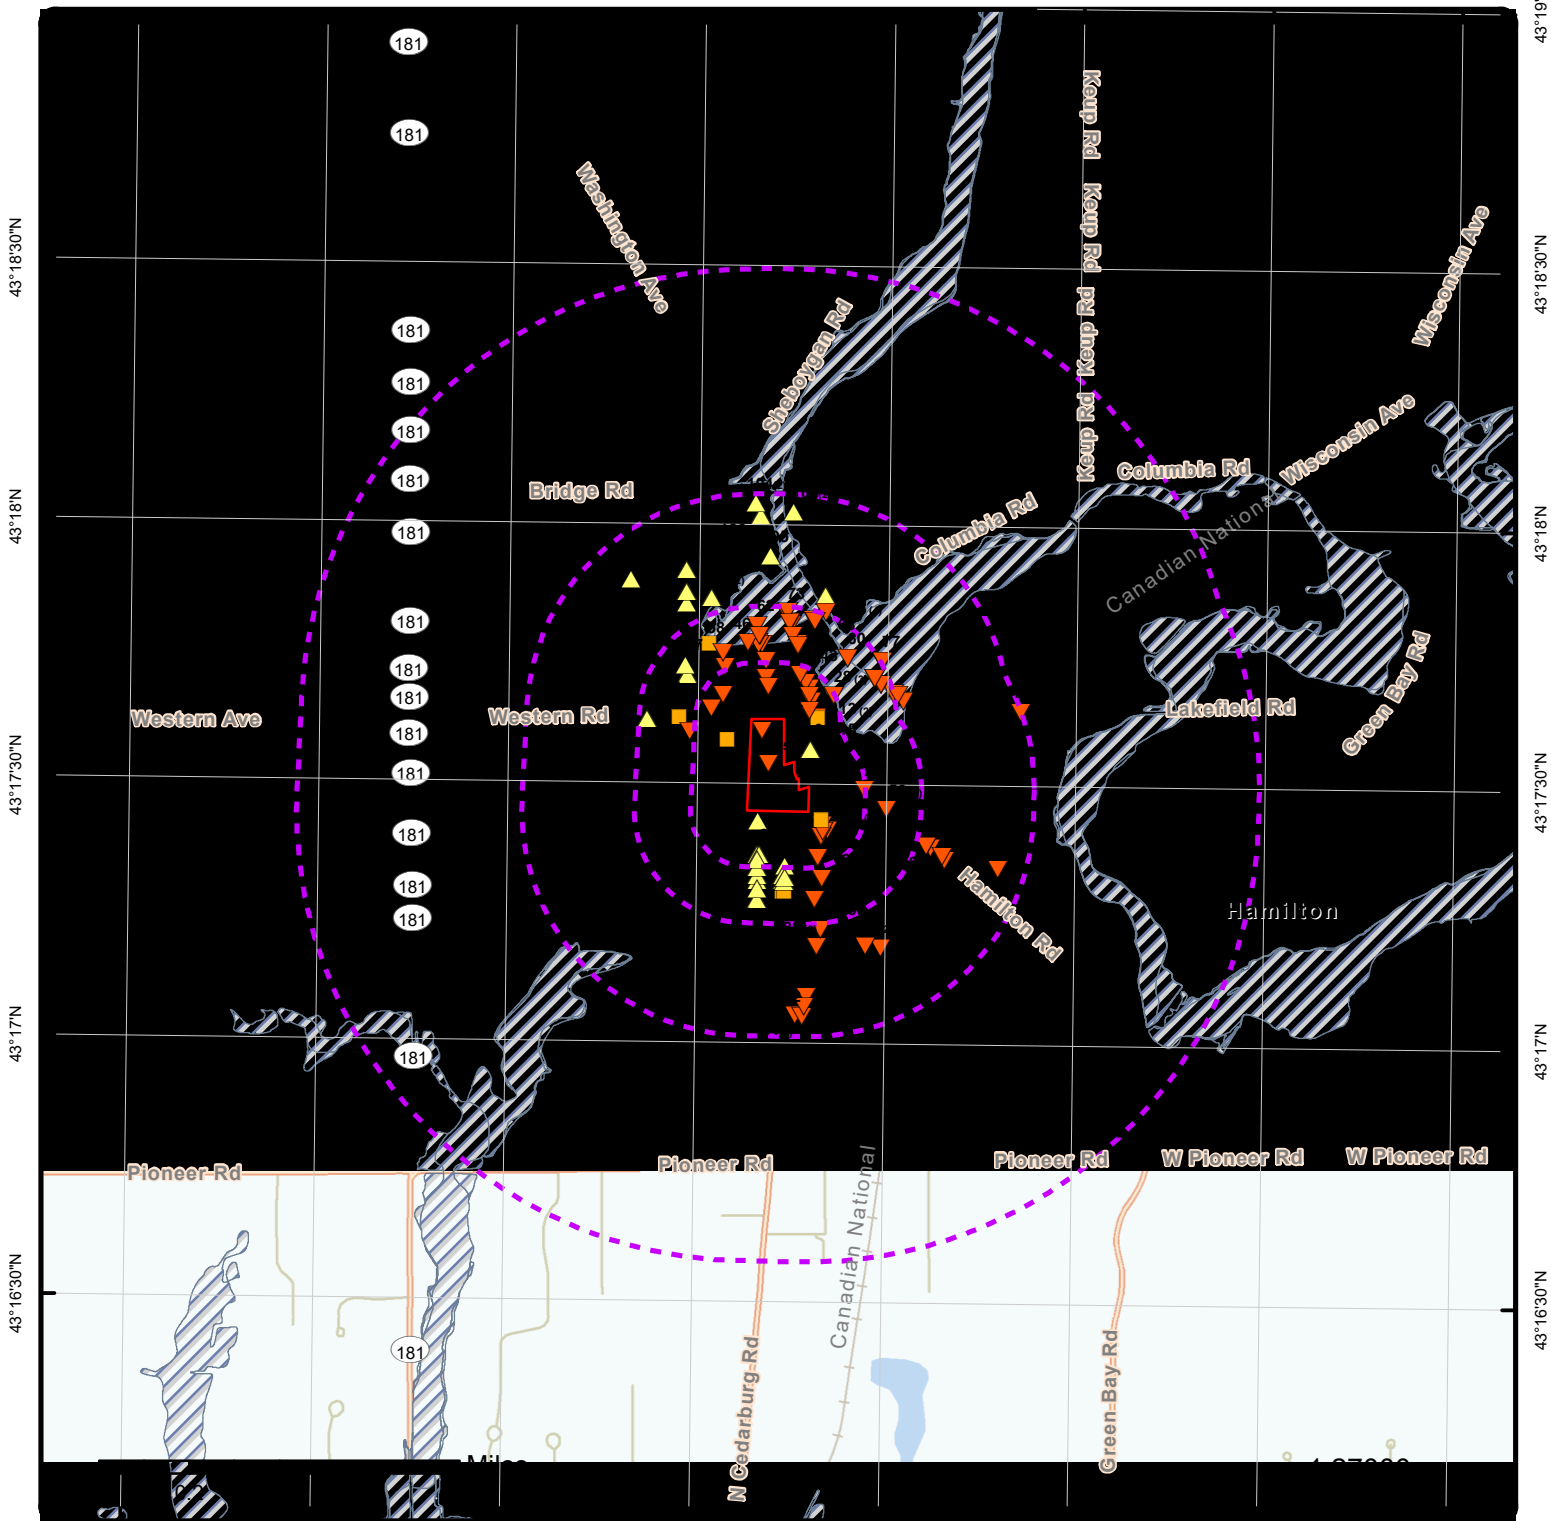 43°19'
181
Keup Rd
181
Washington Ave
Keup Rd
Wisconsin Ave
43°18'30"N
43°18'30"N
Keup Rd
Sheboygan Rd
181
181
Keup Rd
Wisconsin Ave
181
Columbia Rd
181
Bridge Rd
43°18'N
43°18'N
181
Columbia Rd
Canadian National
181
181
Green Bay Rd
181
Western Ave
Western Rd
Lakefield Rd
181
43°17'30"N
43°17'30"N
181
181
181
Hamilton Rd
Hamilton
181
43°17'N
43°17'N
181
Pioneer Rd
Pioneer Rd
Pioneer Rd
W Pioneer Rd
W Pioneer Rd
Canadian National
43°16'30"N
43°16'30"N
181
N Cedarburg Rd
Green Bay Rd
Miles